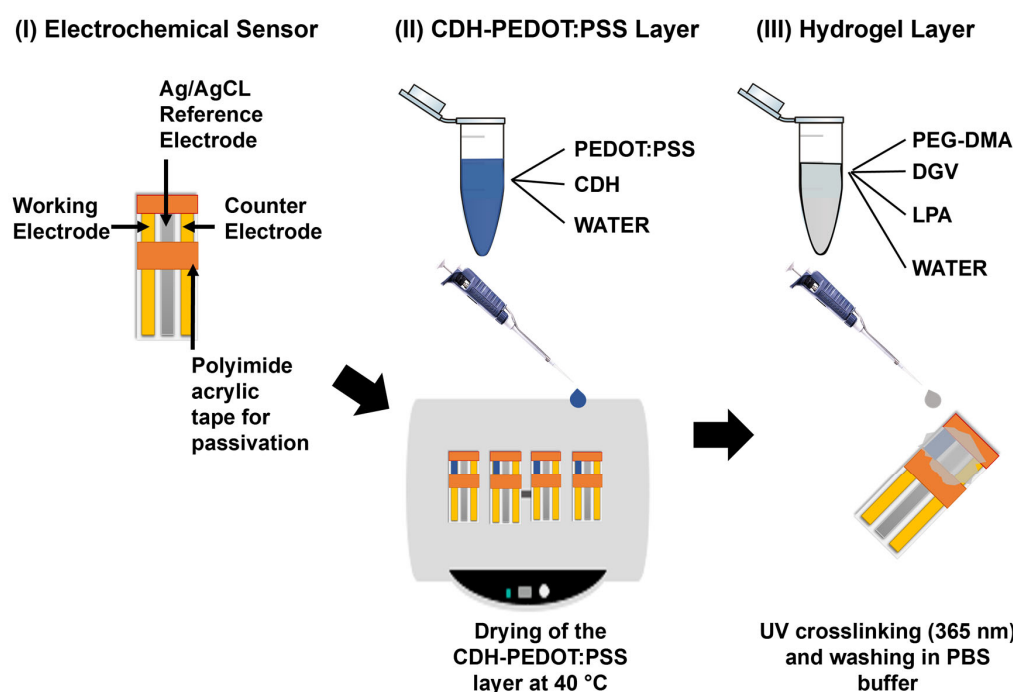 (I) Electrochemical Sensor
Ag/AgCL
Reference
Electrode
Working
Electrode
Counter
Electrode
Polyimide
acrylic
tape for
passivation
(II) CDH-PEDOT:PSS Layer
PEDOT:PSS
CDH
WATER
Drying of the
CDH-PEDOT:PSS
layer at 40 °C
(III) Hydrogel Layer
PEG-DMA
DGV
LPA
WATER
UV crosslinking (365 nm)
and washing in PBS
buffer